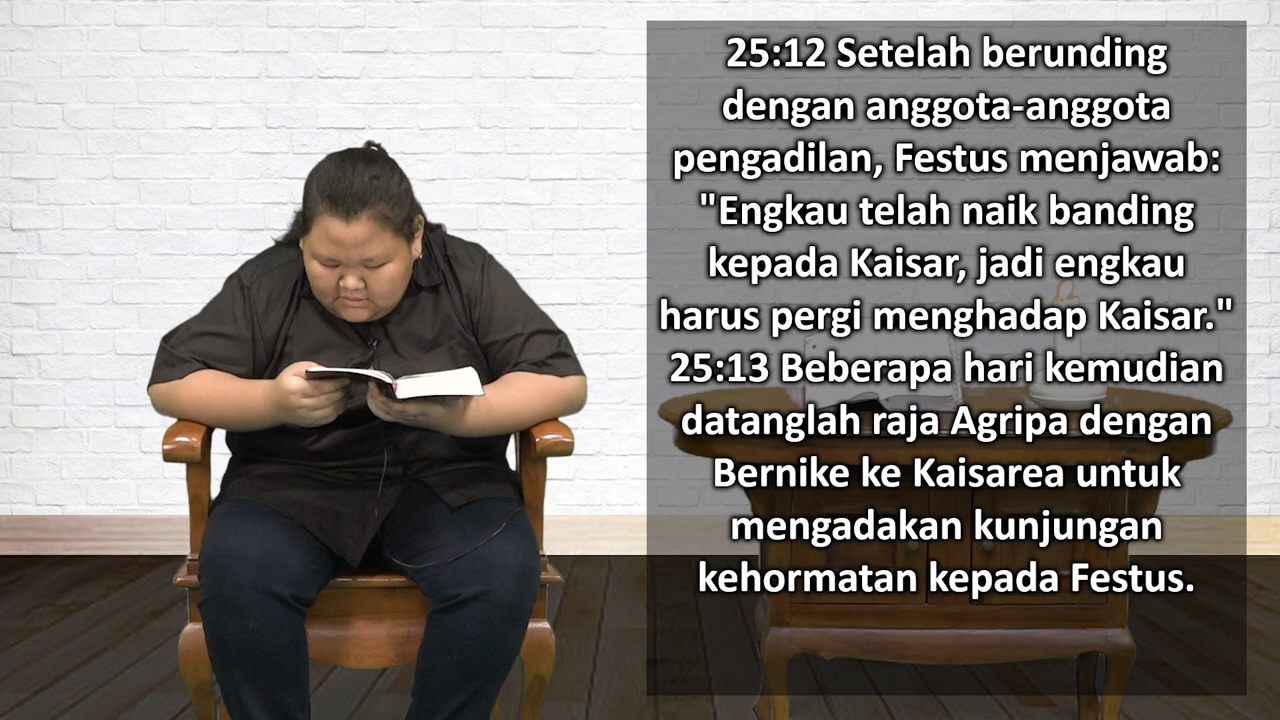 25:12 Setelah berunding
dengan anggota-anggota
pengadilan, Festus menjawab:
"Engkau telah naik banding
kepada Kaisar, jadi engkau
harus pergi menghadap Kaisar."
25:13 Beberapa hari kemudian
datanglah raja Agripa dengan
Bernike ke Kaisarea untuk
mengadakan kunjungan
kehormatan kepada Festus.